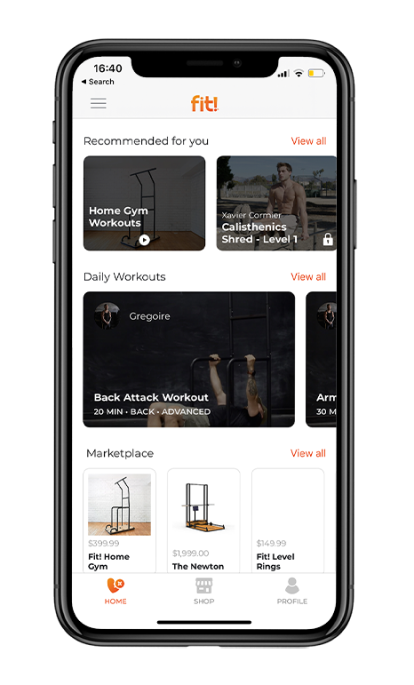 16:40
◀ Search
fit!
Recommended for you
View all
Home Gym
Workouts
Xavier Cormier
Calisthenics
Shred - Level 1
Daily Workouts
View all
Gregoire
Back Attack Workout
20 MIN • BACK • ADVANCED
Arm
30 M
Marketplace
View all
$399.99
Fit! Home
Gym
$1,999.00
The Newton
$149.99
Fit! Level
Rings
HOME
SHOP
PROFILE